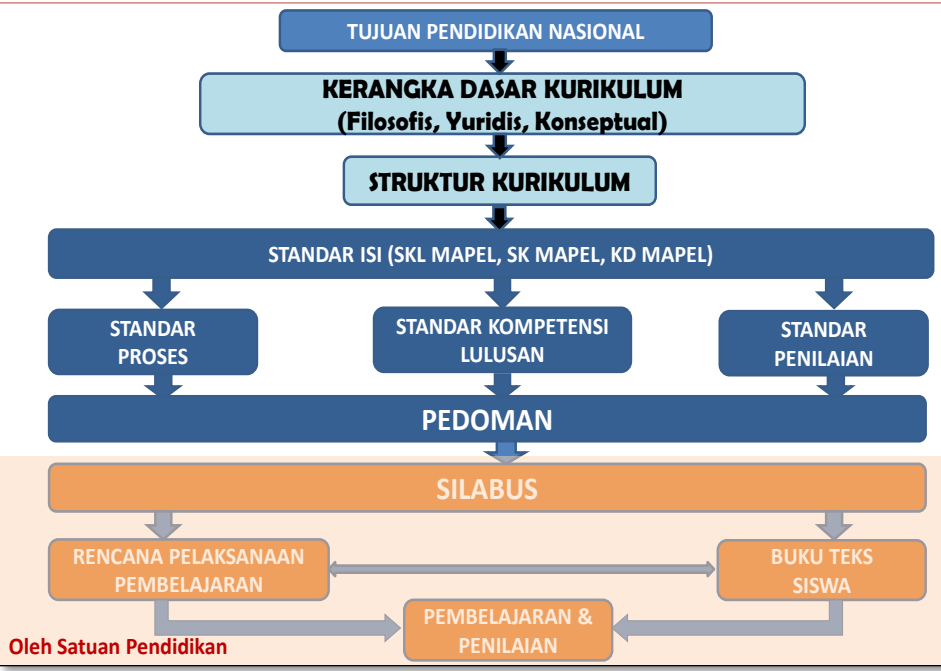 TUJUAN PENDIDIKAN NASIONAL
KERANGKA DASAR KURIKULUM
(Filosofis, Yuridis, Konseptual)
STRUKTUR KURIKULUM
STANDAR ISI (SKL MAPEL, SK MAPEL, KD MAPEL)
STANDAR
PROSES
STANDAR KOMPETENSI
LULUSAN
STANDAR
PENILAIAN
PEDOMAN
SILABUS
RENCANA PELAKSANAAN
PEMBELAJARAN
BUKU TEKS
SISWA
PEMBELAJARAN &
PENILAIAN
Oleh Satuan Pendidikan